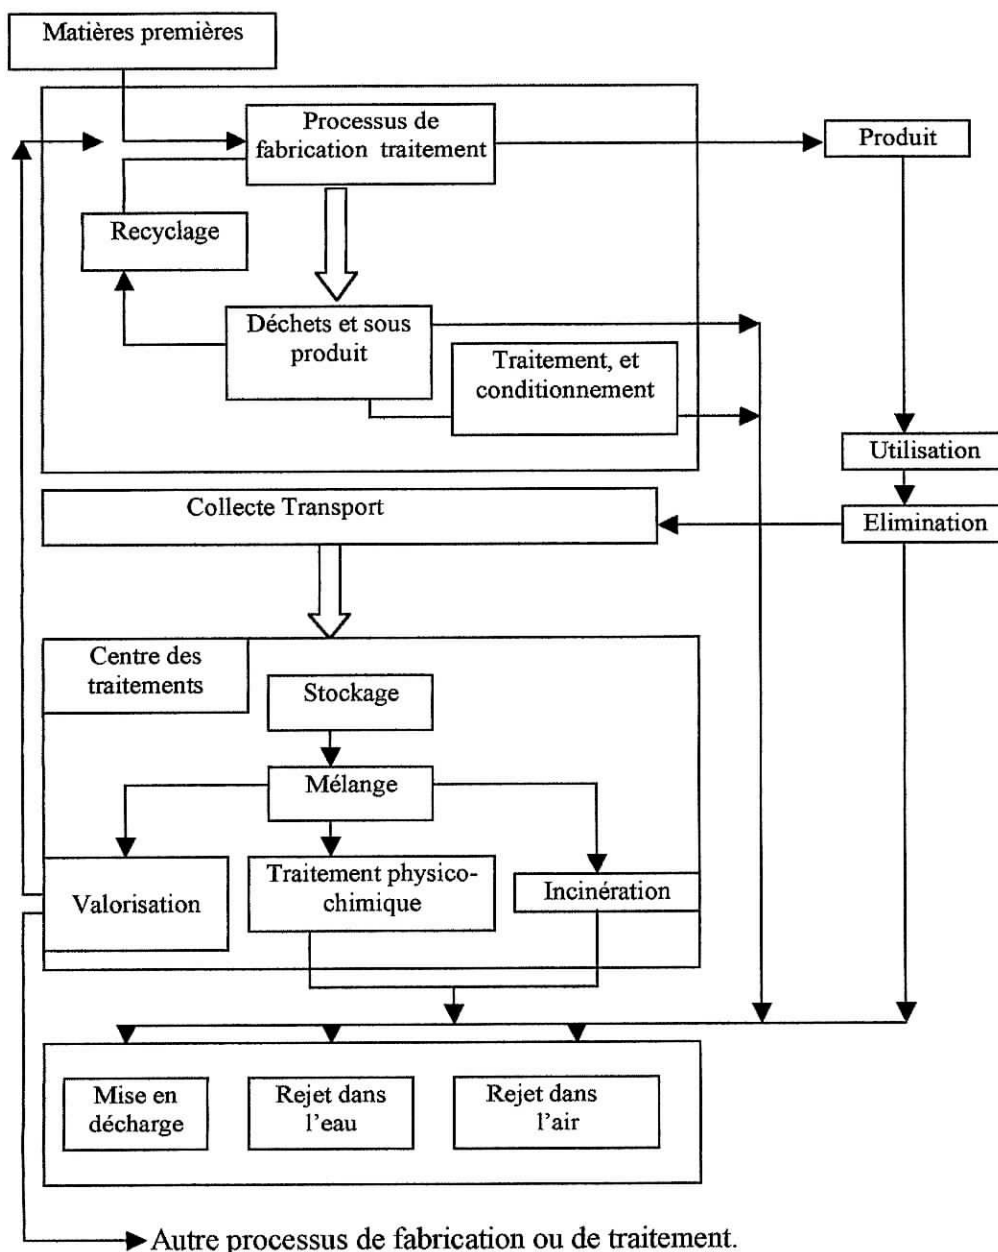 Matières premières
Processus de
fabrication traitement
Produit
Recyclage
Déchets et sous
produit
Traitement, et
conditionnement
Utilisation
Collecte Transport
Elimination
Centre des
traitements
Stockage
Mélange
Valorisation
Traitement physico-
chimique
Incinération
Mise en
décharge
Rejet dans
l'eau
Rejet dans
l'air
Autre processus de fabrication ou de traitement.